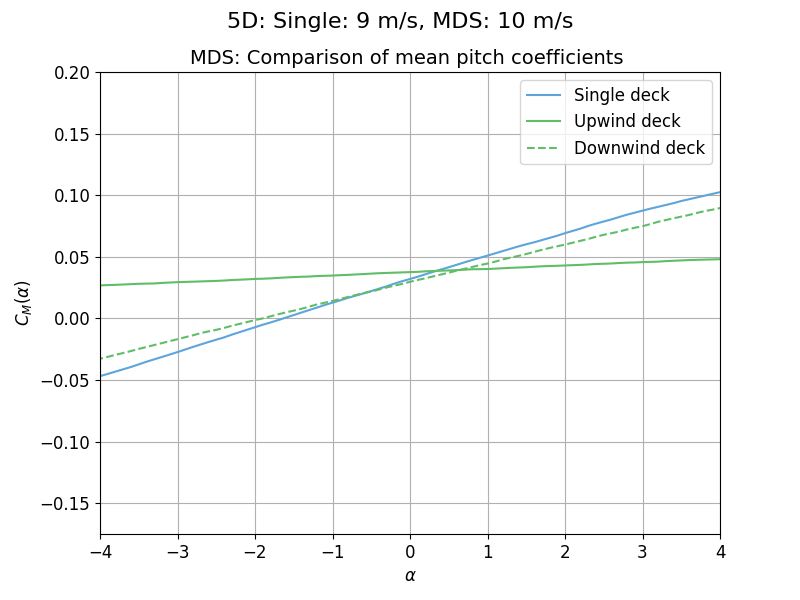 5D: Single: 9 m/s, MDS: 10 m/s
MDS: Comparison of mean pitch coefficients
Single deck
Upwind deck
Downwind deck
0.20
0.15
0.10
0.05
0.00
−0.05
−0.10
−0.15
C_M(α)
−4 −3 −2 −1 0 1 2 3 4
α